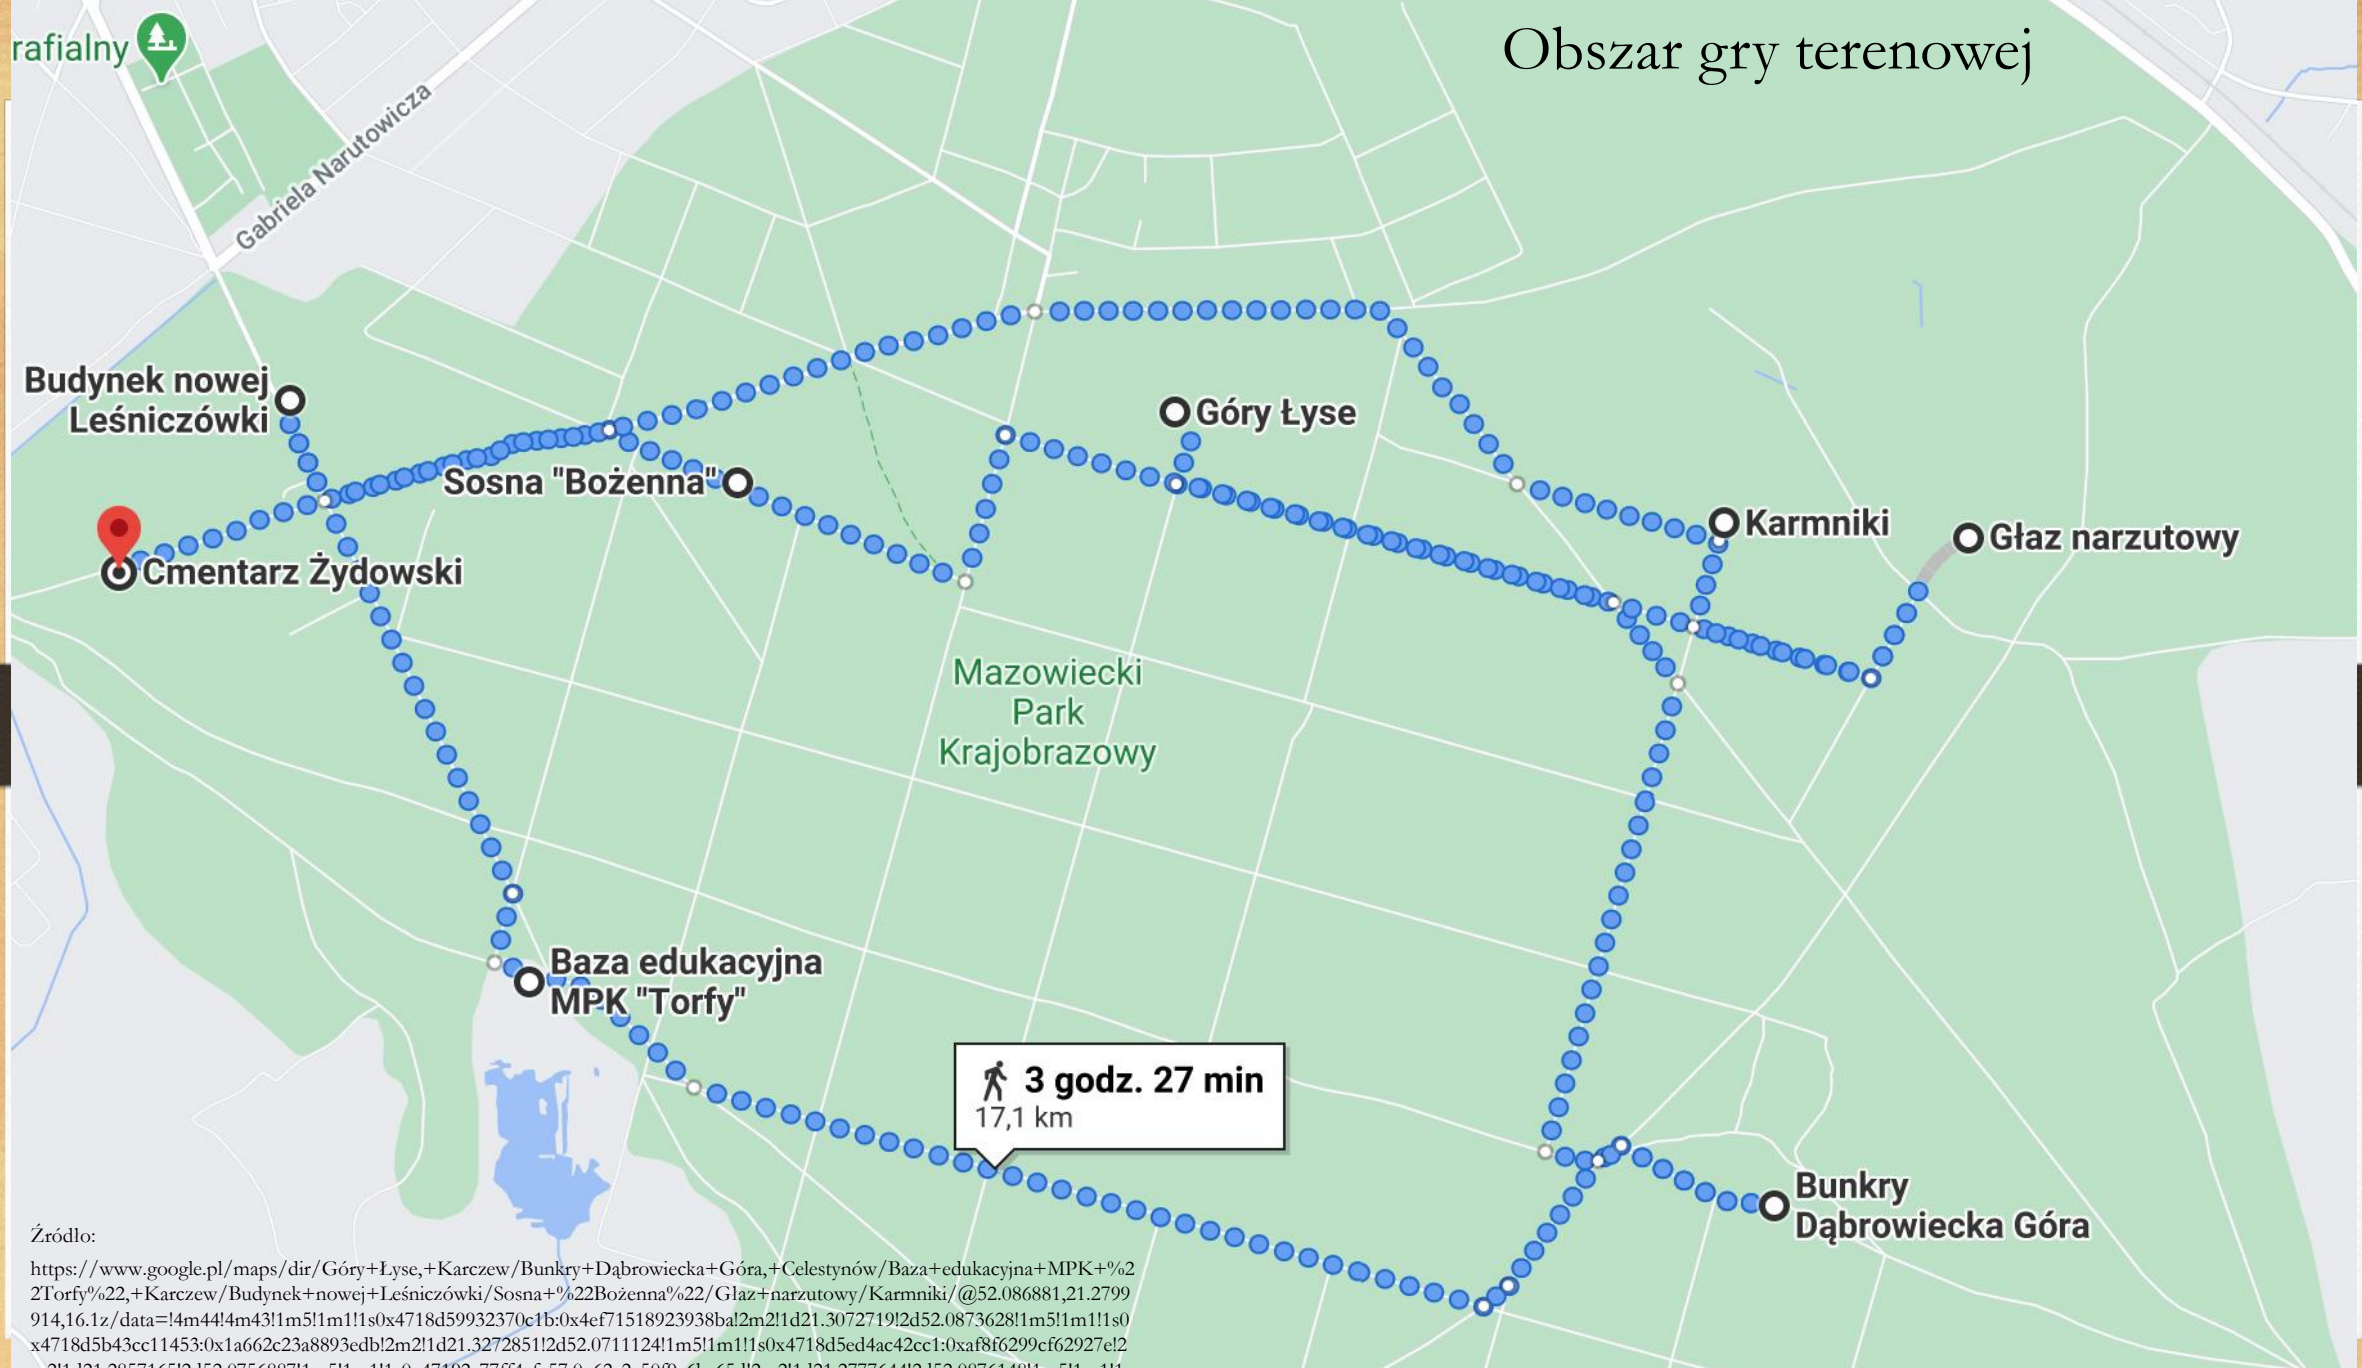 Obszar gry terenowej
rafialny
Gabriela Narutowicza
Budynek nowej
Leśniczówki
Góry Łyse
Sosna "Bożenna"
Karmniki
Głaz narzutowy
Cmentarz Żydowski
Mazowiecki
Park
Krajobrazowy
Baza edukacyjna
MPK "Torfy"
3 godz. 27 min
17,1 km
Bunkry
Dąbrowiecka Góra
Źródlo:
https://www.google.pl/maps/dir/Góry+Łyse,+Karczew/Bunkry+Dąbrowiecka+Góra,+Celestynów/Baza+edukacyjna+MPK+%2
2Torfy%22,+Karczew/Budynek+nowej+Leśniczówki/Sosna+%22Bożenna%22/Głaz+narzutowy/Karmniki/@52.086881,21.2799
914,16.1z/data=!4m44!4m43!1m5!1m1!1s0x4718d59932370c1b:0x4ef71518923938ba!2m2!1d21.3072719!2d52.0873628!1m5!1m1!1s0
x4718d5b43cc11453:0x1a662c23a8893edb!2m2!1d21.3272851!2d52.0711124!1m5!1m1!1s0x4718d5ed4ac42cc1:0xaf8f6299cf62927e!2